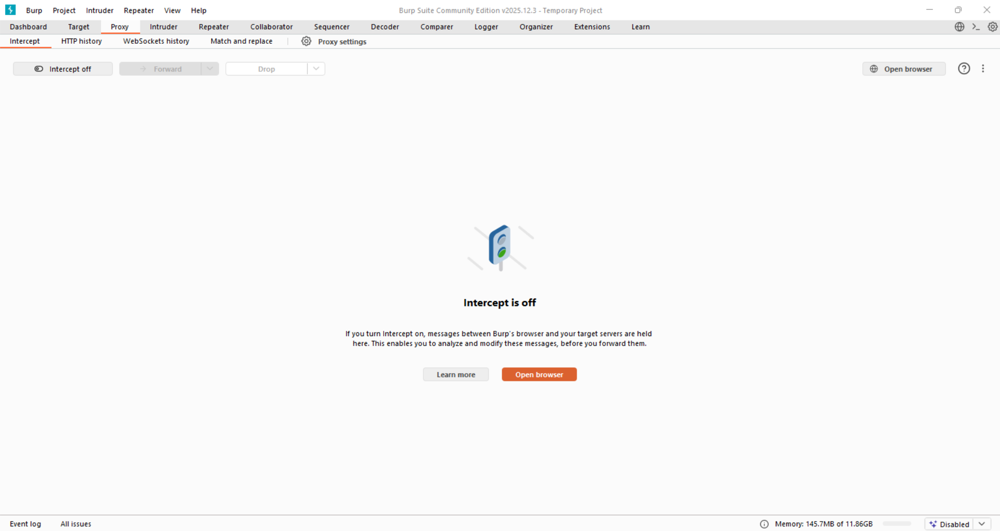 Burp Project Intruder Repeater View Help Burp Suite Community Edition v2025.12.3 - Temporary Project
Dashboard Target Proxy Intruder Repeater Collaborator Sequencer Decoder Comparer Logger Organizer Extensions Learn
Intercept HTTP history WebSockets history Match and replace Proxy settings
Intercept off Forward Drop Open browser
Intercept is off
If you turn Intercept on, messages between Burp's browser and your target servers are held
here. This enables you to analyze and modify these messages, before you forward them.
Learn more Open browser
Event log All issues Memory: 145.7MB of 11.86GB Disabled